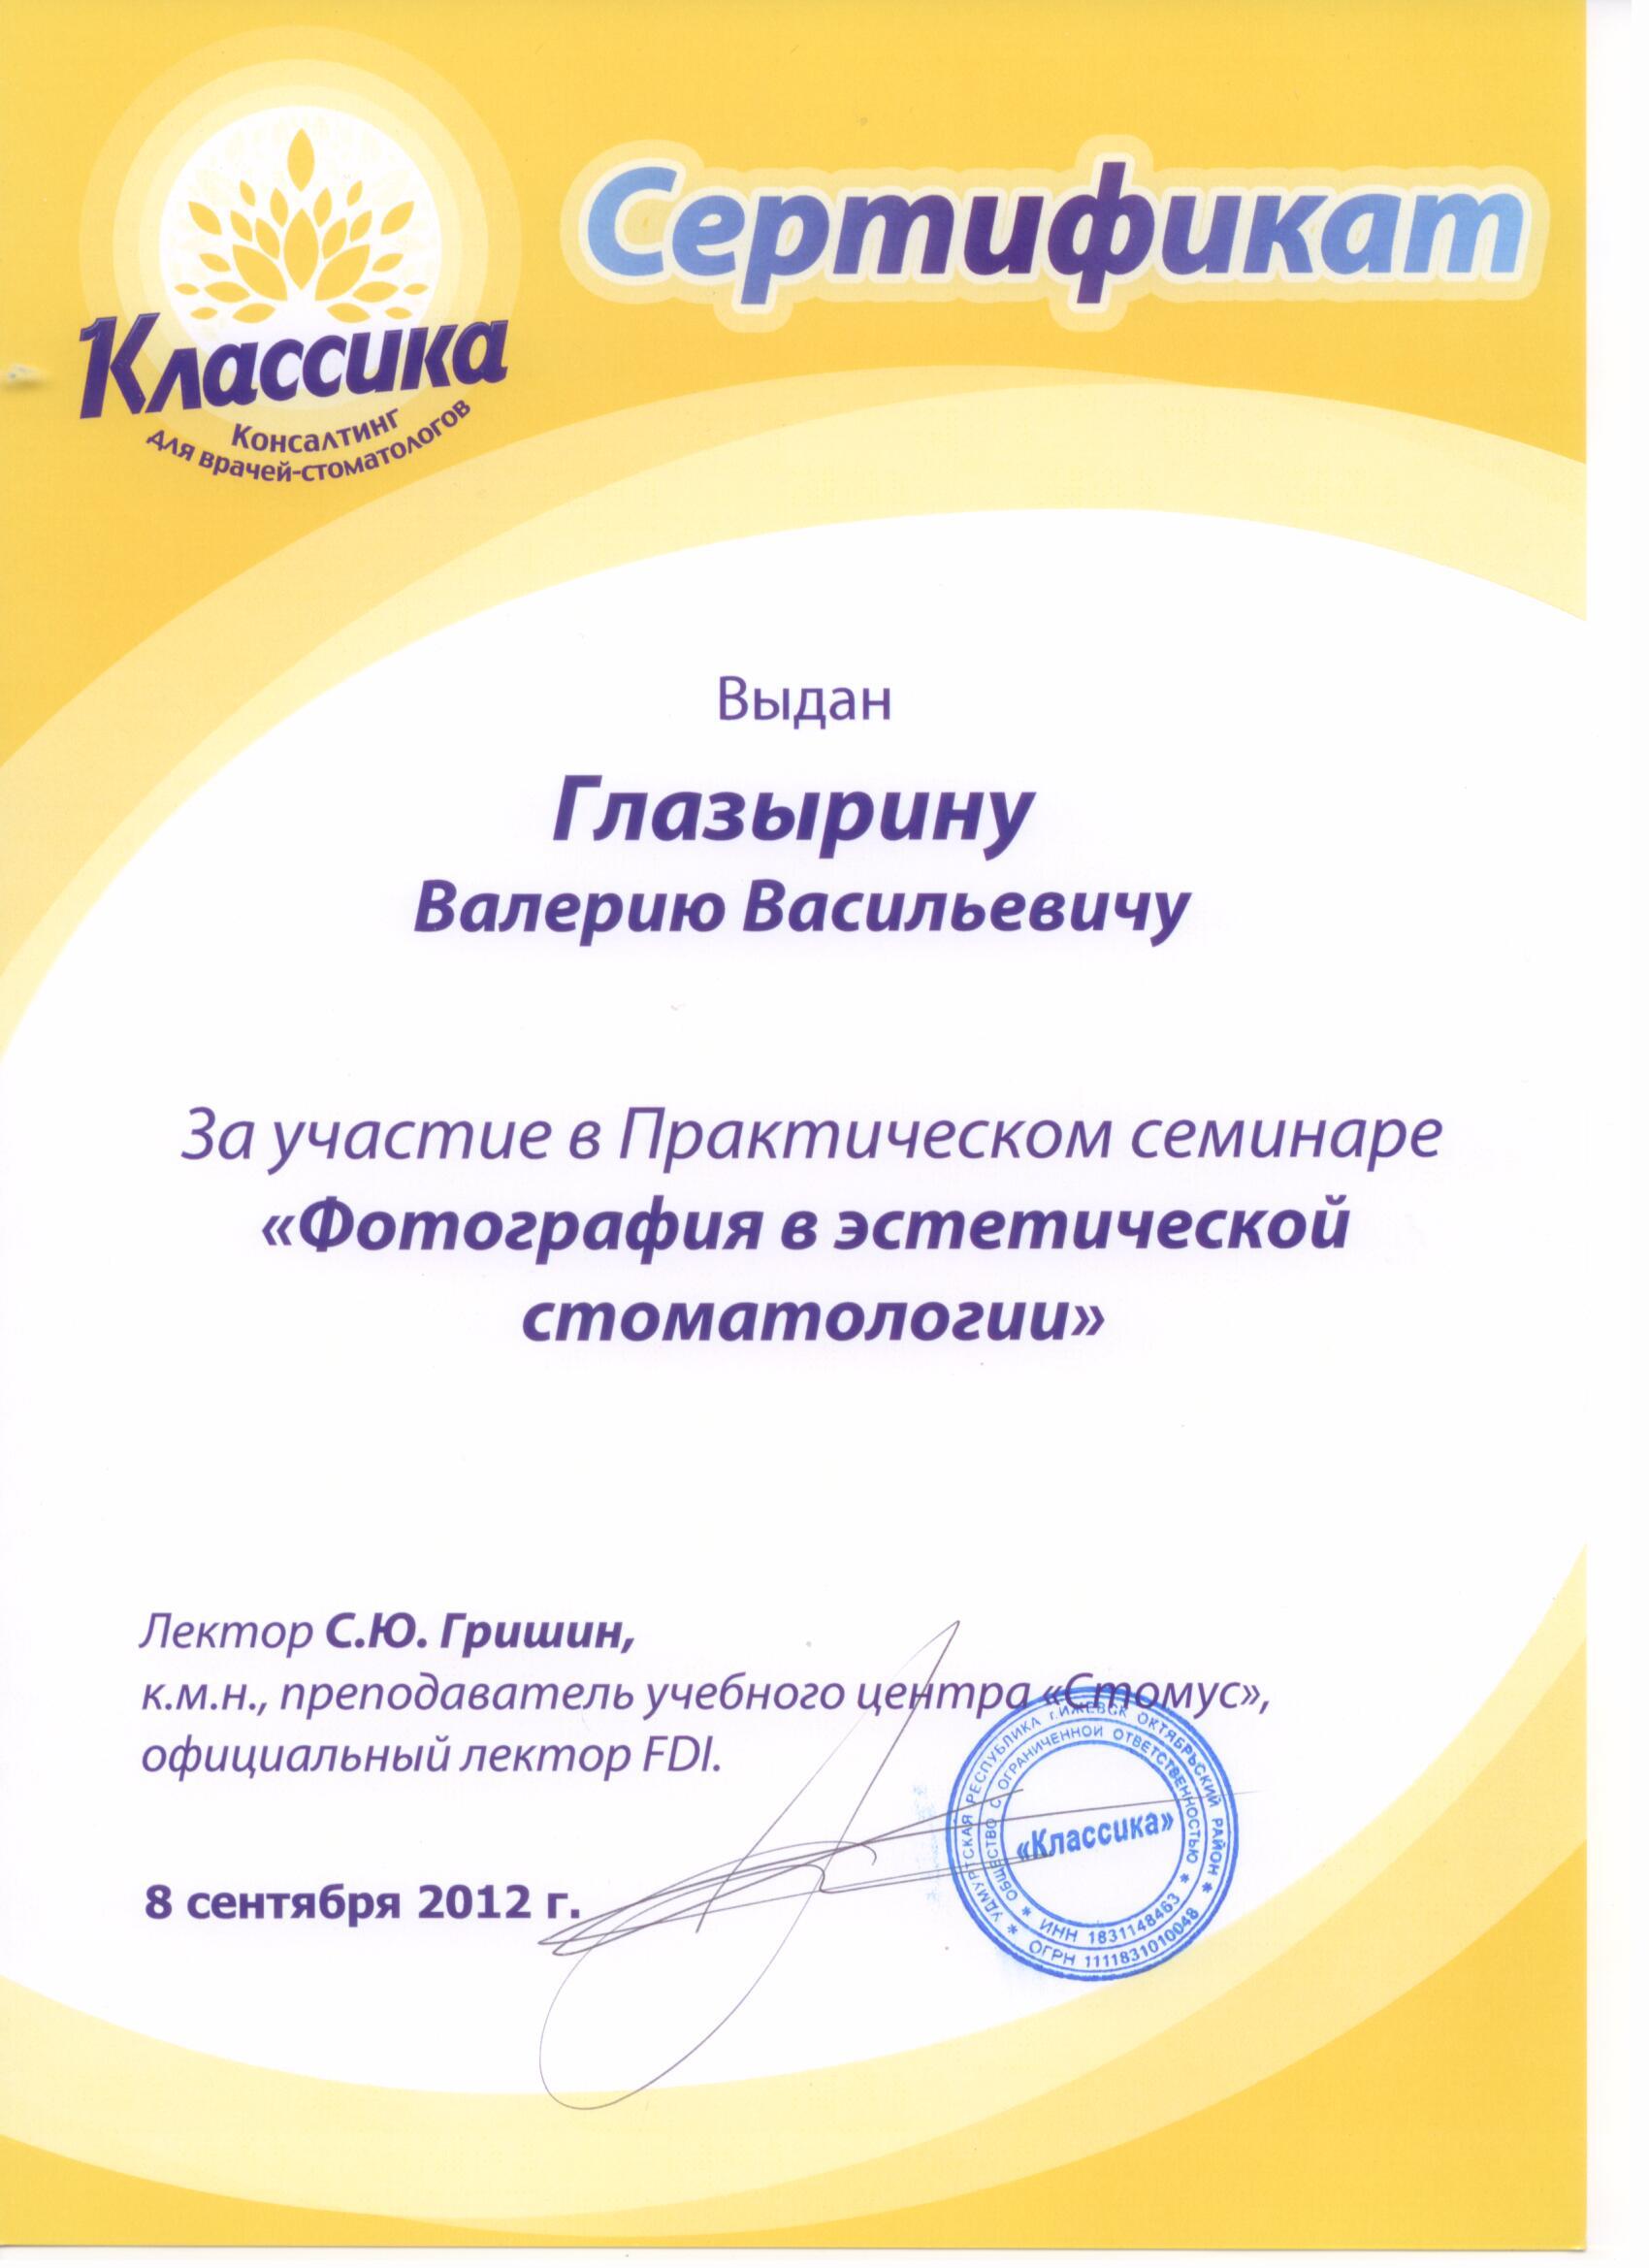 Классика
Консалтинг
для врачей-стоматологов
Сертификат
Выдан
Глазырину
Валерию Васильевичу
За участие в Практическом семинаре
«Фотография в эстетической
стоматологии»
Лектор С.Ю. Гришин,
к.м.н., преподаватель учебного центра «Стомус»,
официальный лектор FDI.
8 сентября 2012 г.
* УДМУРТСКАЯ РЕСПУБЛИКА г.ИЖЕВСК ОКТЯБРЬСКИЙ РАЙОН *
ОГРН 1111831010048
* ОБЩЕСТВО С ОГРАНИЧЕННОЙ ОТВЕТСТВЕННОСТЬЮ *
ИНН 1831148463
«Классика»